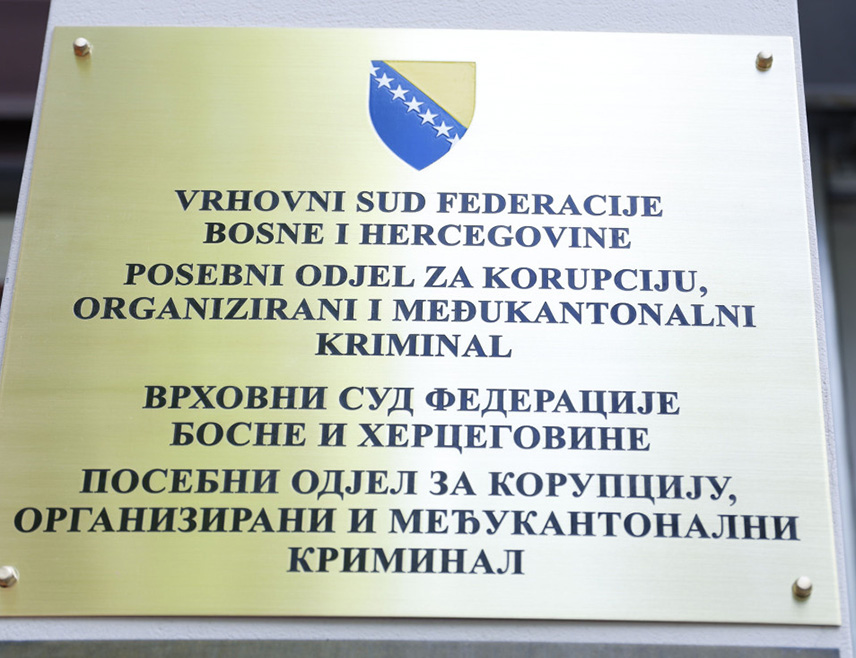 VRHOVNI SUD FEDERACIJE
BOSNE I HERCEGOVINE
POSEBNI ODJEL ZA KORUPCIJU,
ORGANIZIRANI I MEĐUKANTONALNI
KRIMINAL
ВРХОВНИ СУД ФЕДЕРАЦИЈЕ
БОСНЕ И ХЕРЦЕГОВИНЕ
ПОСЕБНИ ОДЈЕЛ ЗА КОРУПЦИЈУ,
ОРГАНИЗИРАНИ И МЕЂУКАНТОНАЛНИ
КРИМИНАЛ